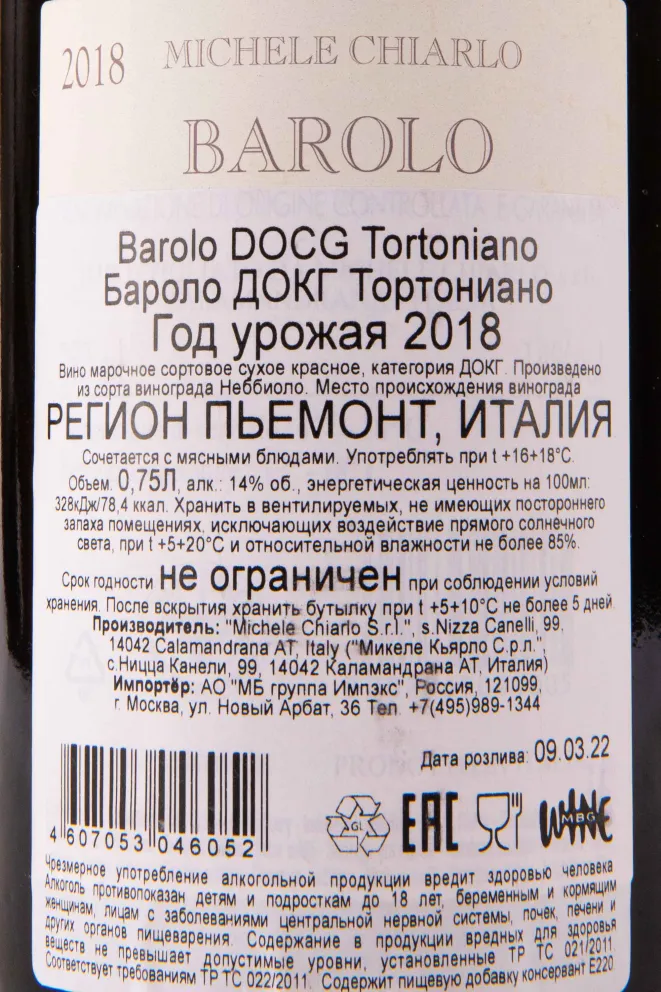 2018 MICHELE CHIARLO
BAROLO
Barolo DOCG Tortoniano
Бароло ДОКГ Тортониано
Год урожая 2018
Вино марочное сортовое сухое красное, категория ДОКГ. Произведено
из сорта винограда Неббиоло. Место происхождения винограда
РЕГИОН ПЬЕМОНТ, ИТАЛИЯ
Сочетается с мясными блюдами. Употреблять при t +16+18°C.
Объем. 0,75Л, алк.: 14% об., энергетическая ценность на 100мл:
328кДж/78,4 ккал. Хранить в вентилируемых, не имеющих постороннего
запаха помещениях, исключающих воздействие прямого солнечного
света, при t +5+20°C и относительной влажности не более 85%.
Срок годности не ограничен при соблюдении условий
хранения. После вскрытия хранить бутылку при t +5+10°C не более 5 дней.
Производитель: "Michele Chiarlo S.r.l.", s.Nizza Canelli, 99,
14042 Calamandrana AT, Italy ("Микеле Кьярло С.р.л.",
с.Ницца Канели, 99, 14042 Каламандрана АТ, Италия)
Импортёр: АО "МБ группа Импэкс", Россия, 121099,
г. Москва, ул. Новый Арбат, 36 Тел. +7(495)989-1344
Дата розлива: 09.03.22
4 607053 046052
GL
EAC
WINE
MBG
Чрезмерное употребление алкогольной продукции вредит здоровью человека
Алкоголь противопоказан детям и подросткам до 18 лет, беременным и кормящим
женщинам, лицам с заболеваниями центральной нервной системы, почек, печени и
других органов пищеварения. Содержание в продукции вредных для здоровья
веществ не превышает допустимые уровни, установленные ТР ТС 021/2011.
Соответствует требованиям ТР ТС 022/2011. Содержит пищевую добавку консервант Е220